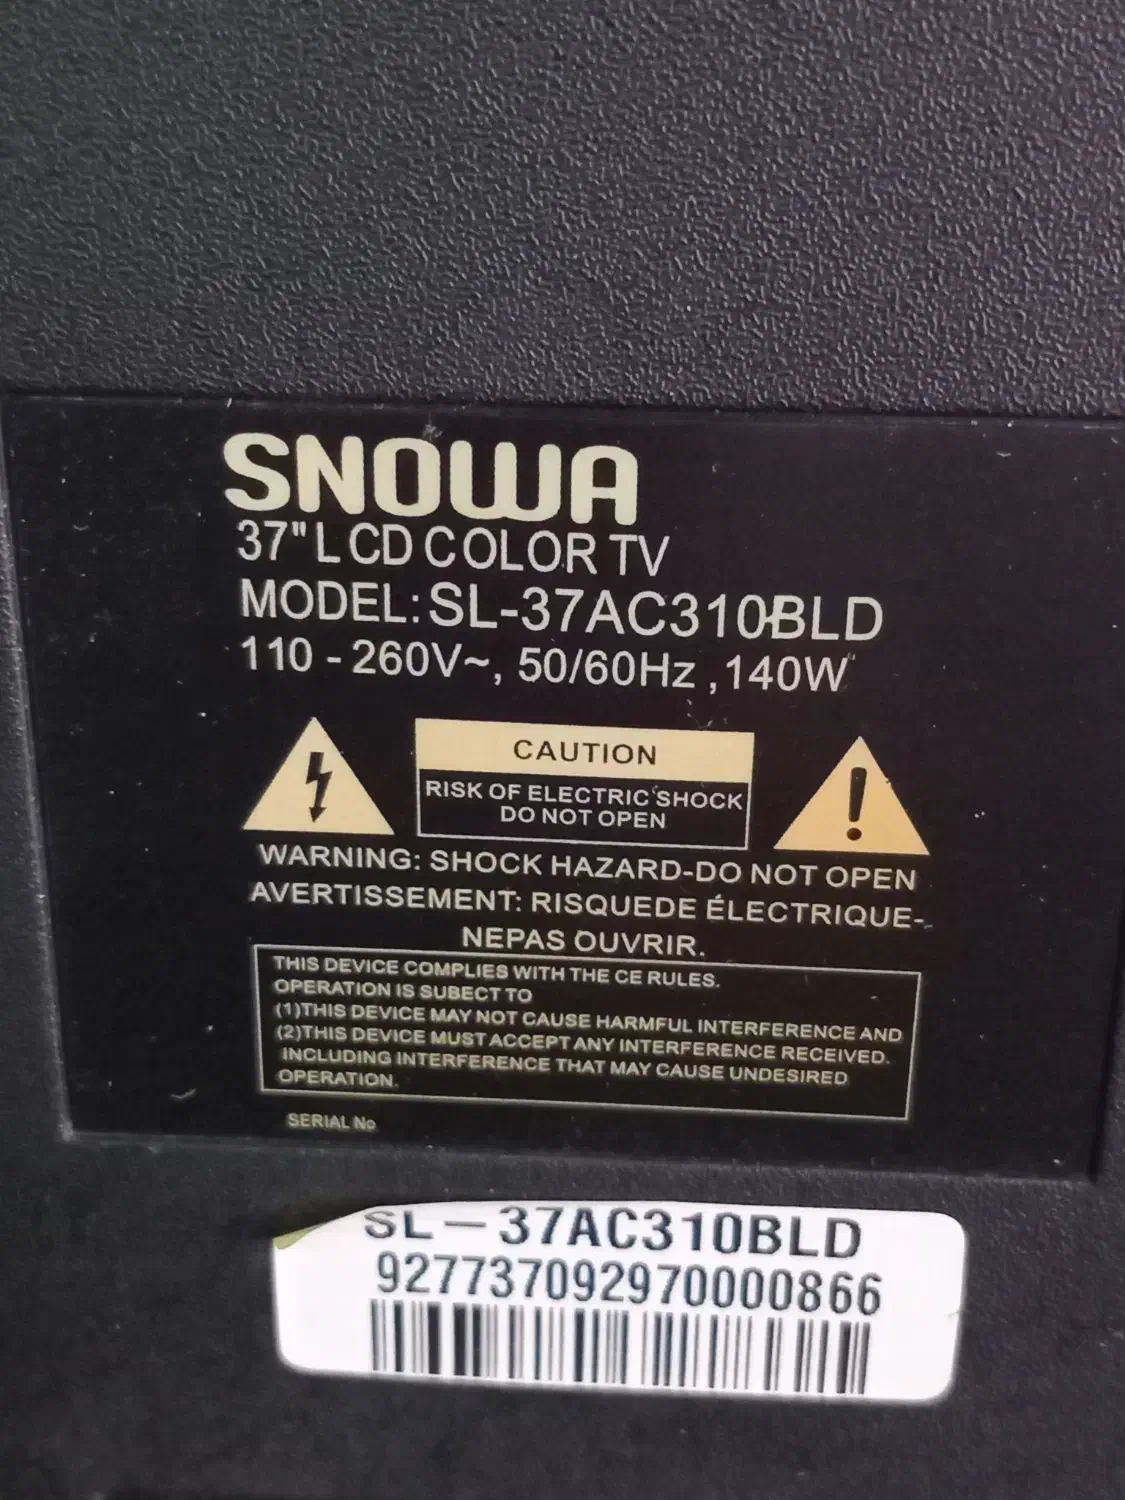 SNOWA
37" LCD COLOR TV
MODEL: SL-37AC310BLD
110 - 260V~, 50/60Hz ,140W
CAUTION
RISK OF ELECTRIC SHOCK
DO NOT OPEN
WARNING: SHOCK HAZARD-DO NOT OPEN
AVERTISSEMENT: RISQUEDE ÉLECTRIQUE-
NEPAS OUVRIR.
THIS DEVICE COMPLIES WITH THE CE RULES.
OPERATION IS SUBECT TO
(1)THIS DEVICE MAY NOT CAUSE HARMFUL INTERFERENCE AND
(2)THIS DEVICE MUST ACCEPT ANY INTERFERENCE RECEIVED.
INCLUDING INTERFERENCE THAT MAY CAUSE UNDESIRED
OPERATION.
SERIAL No
SL-37AC310BLD
927737092970000866